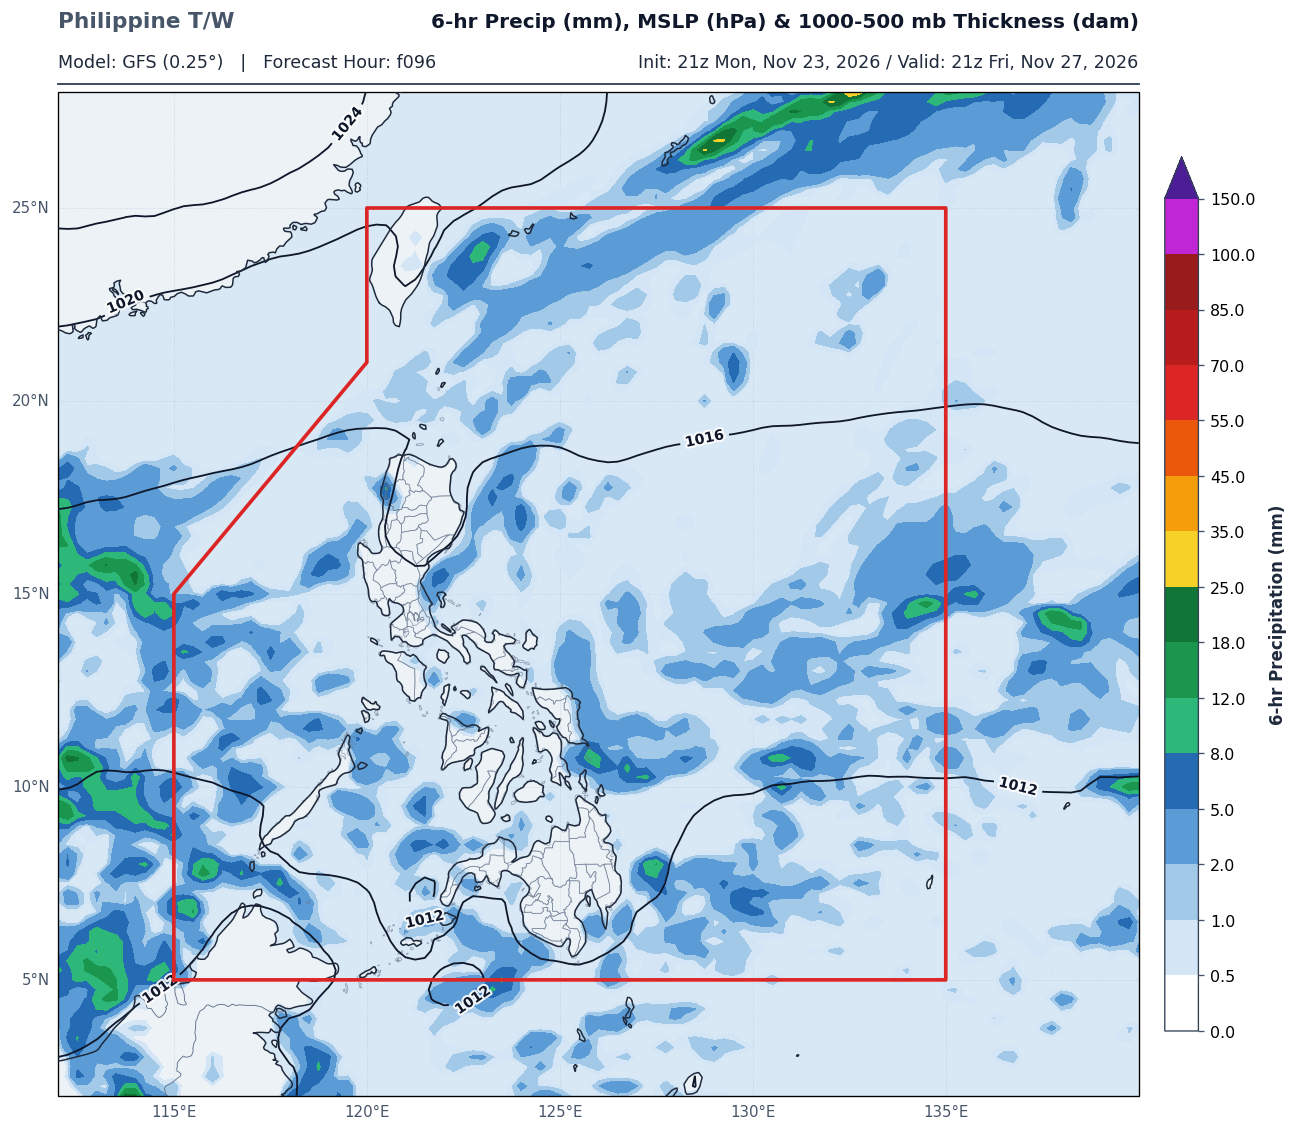 Philippine T/W
6-hr Precip (mm), MSLP (hPa) & 1000-500 mb Thickness (dam)
Model: GFS (0.25°) | Forecast Hour: f096
Init: 21z Mon, Nov 23, 2026 / Valid: 21z Fri, Nov 27, 2026
1024
1020
1016
1012
1012
1012
1012
25°N
20°N
15°N
10°N
5°N
115°E
120°E
125°E
130°E
135°E
150.0
100.0
85.0
70.0
55.0
45.0
35.0
25.0
18.0
12.0
8.0
5.0
2.0
1.0
0.5
0.0
6-hr Precipitation (mm)